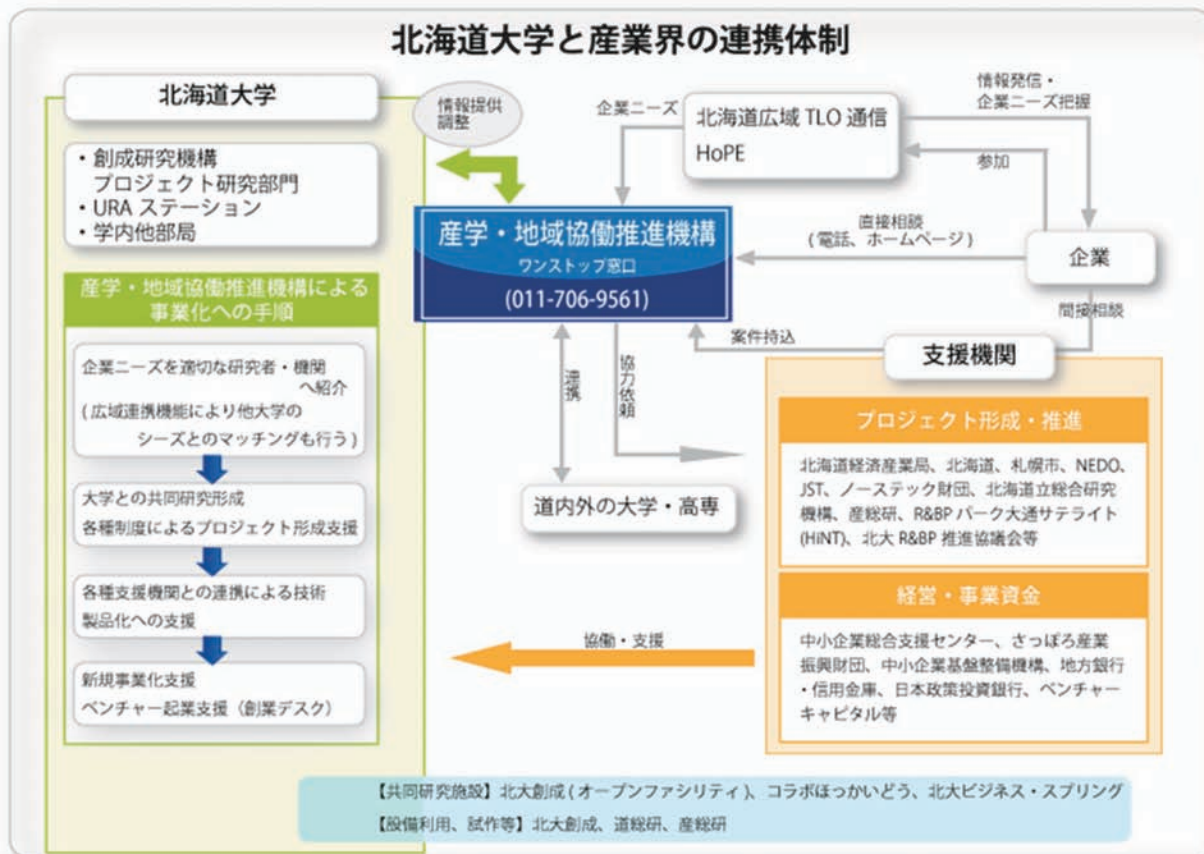 北海道大学と産業界の連携体制
北海道大学
・創成研究機構
プロジェクト研究部門
・URA ステーション
・学内他部局
産学・地域協働推進機構による
事業化への手順
企業ニーズを適切な研究者・機関
へ紹介
( 広域連携機能により他大学の
シーズとのマッチングも行う )
大学との共同研究形成
各種制度によるプロジェクト形成支援
各種支援機関との連携による技術
製品化への支援
新規事業化支援
ベンチャー起業支援（創業デスク）
情報提供
調整
企業ニーズ
北海道広域 TLO 通信
HoPE
情報発信・
企業ニーズ把握
参加
産学・地域協働推進機構
ワンストップ窓口
(011-706-9561)
直接相談
( 電話、ホームページ )
企業
間接相談
案件持込
支援機関
連携
協力依頼
道内外の大学・高専
プロジェクト形成・推進
北海道経済産業局、北海道、札幌市、NEDO、
JST、ノーステック財団、北海道立総合研究
機構、産総研、R&BP パーク大通サテライト
(HiNT)、北大 R&BP 推進協議会等
経営・事業資金
中小企業総合支援センター、さっぽろ産業
振興財団、中小企業基盤整備機構、地方銀行
・信用金庫、日本政策投資銀行、ベンチャー
キャピタル等
協働・支援
【共同研究施設】北大創成 ( オープンファシリティ )、コラボほっかいどう、北大ビジネス・スプリング
【設備利用、試作等】北大創成、道総研、産総研